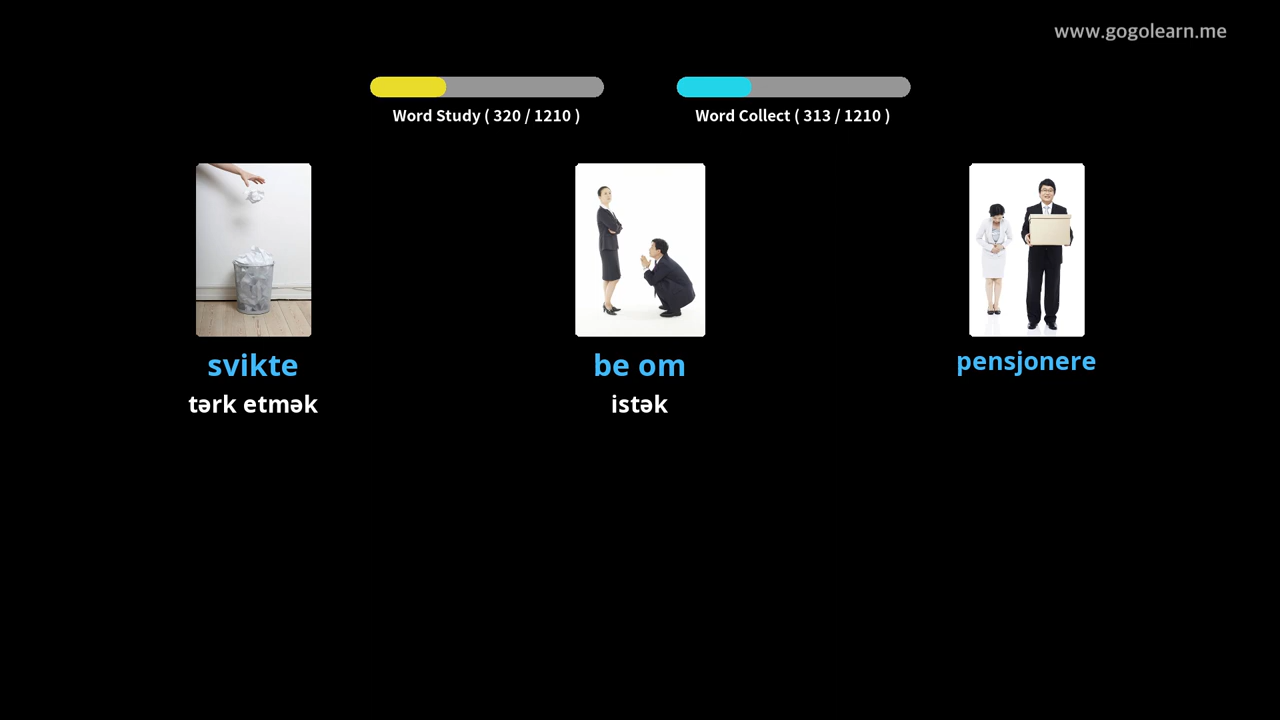 www.gogolearn.me
Word Study ( 320 / 1210 )
Word Collect ( 313 / 1210 )
svikte
be om
pensjonere
tərk etmək
istək